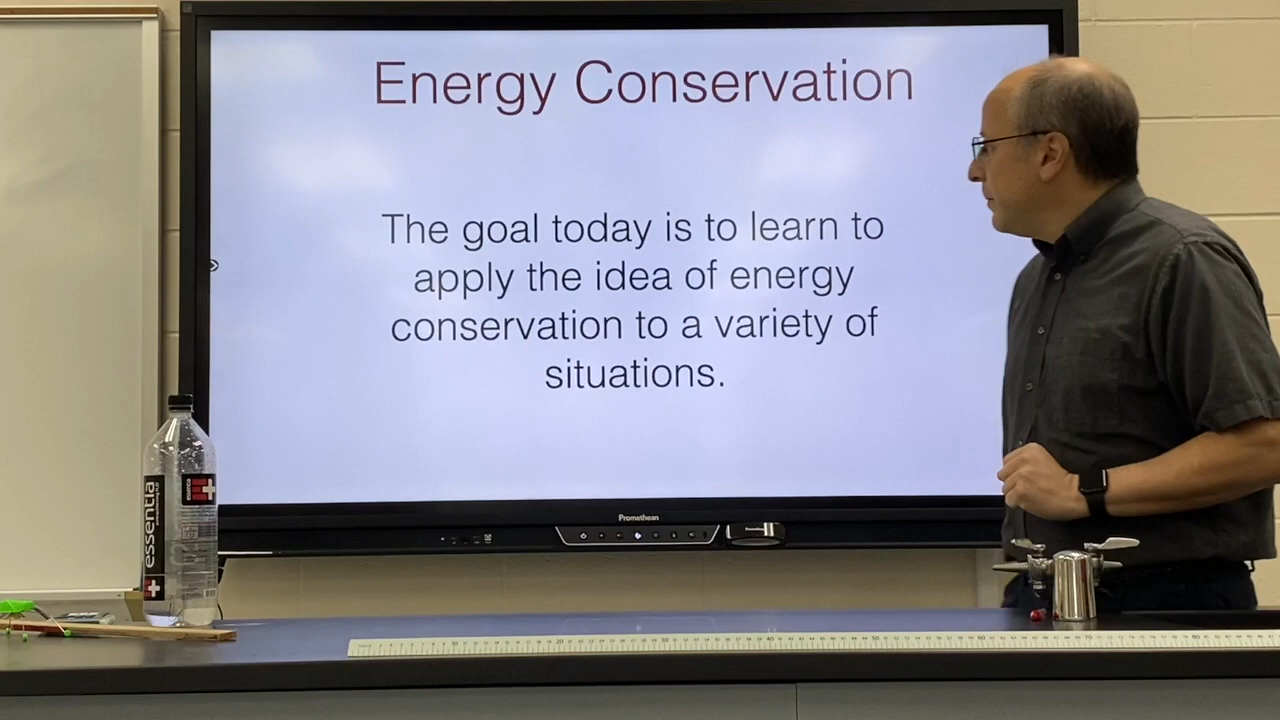 Energy Conservation
The goal today is to learn to
apply the idea of energy
conservation to a variety of
situations.
Promethean
essentia
essentia